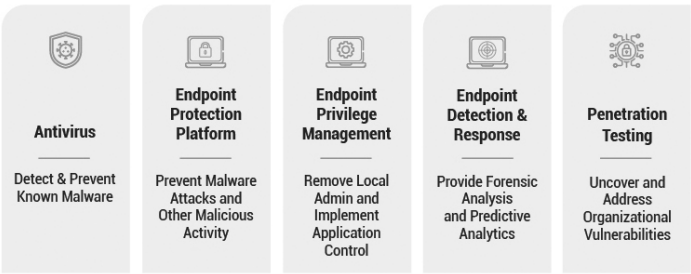 Antivirus
Detect & Prevent
Known Malware
Endpoint
Protection
Platform
Prevent Malware
Attacks and
Other Malicious
Activity
Endpoint
Privilege
Management
Remove Local
Admin and
Implement
Application
Control
Endpoint
Detection &
Response
Provide Forensic
Analysis
and Predictive
Analytics
Penetration
Testing
Uncover and
Address
Organizational
Vulnerabilities